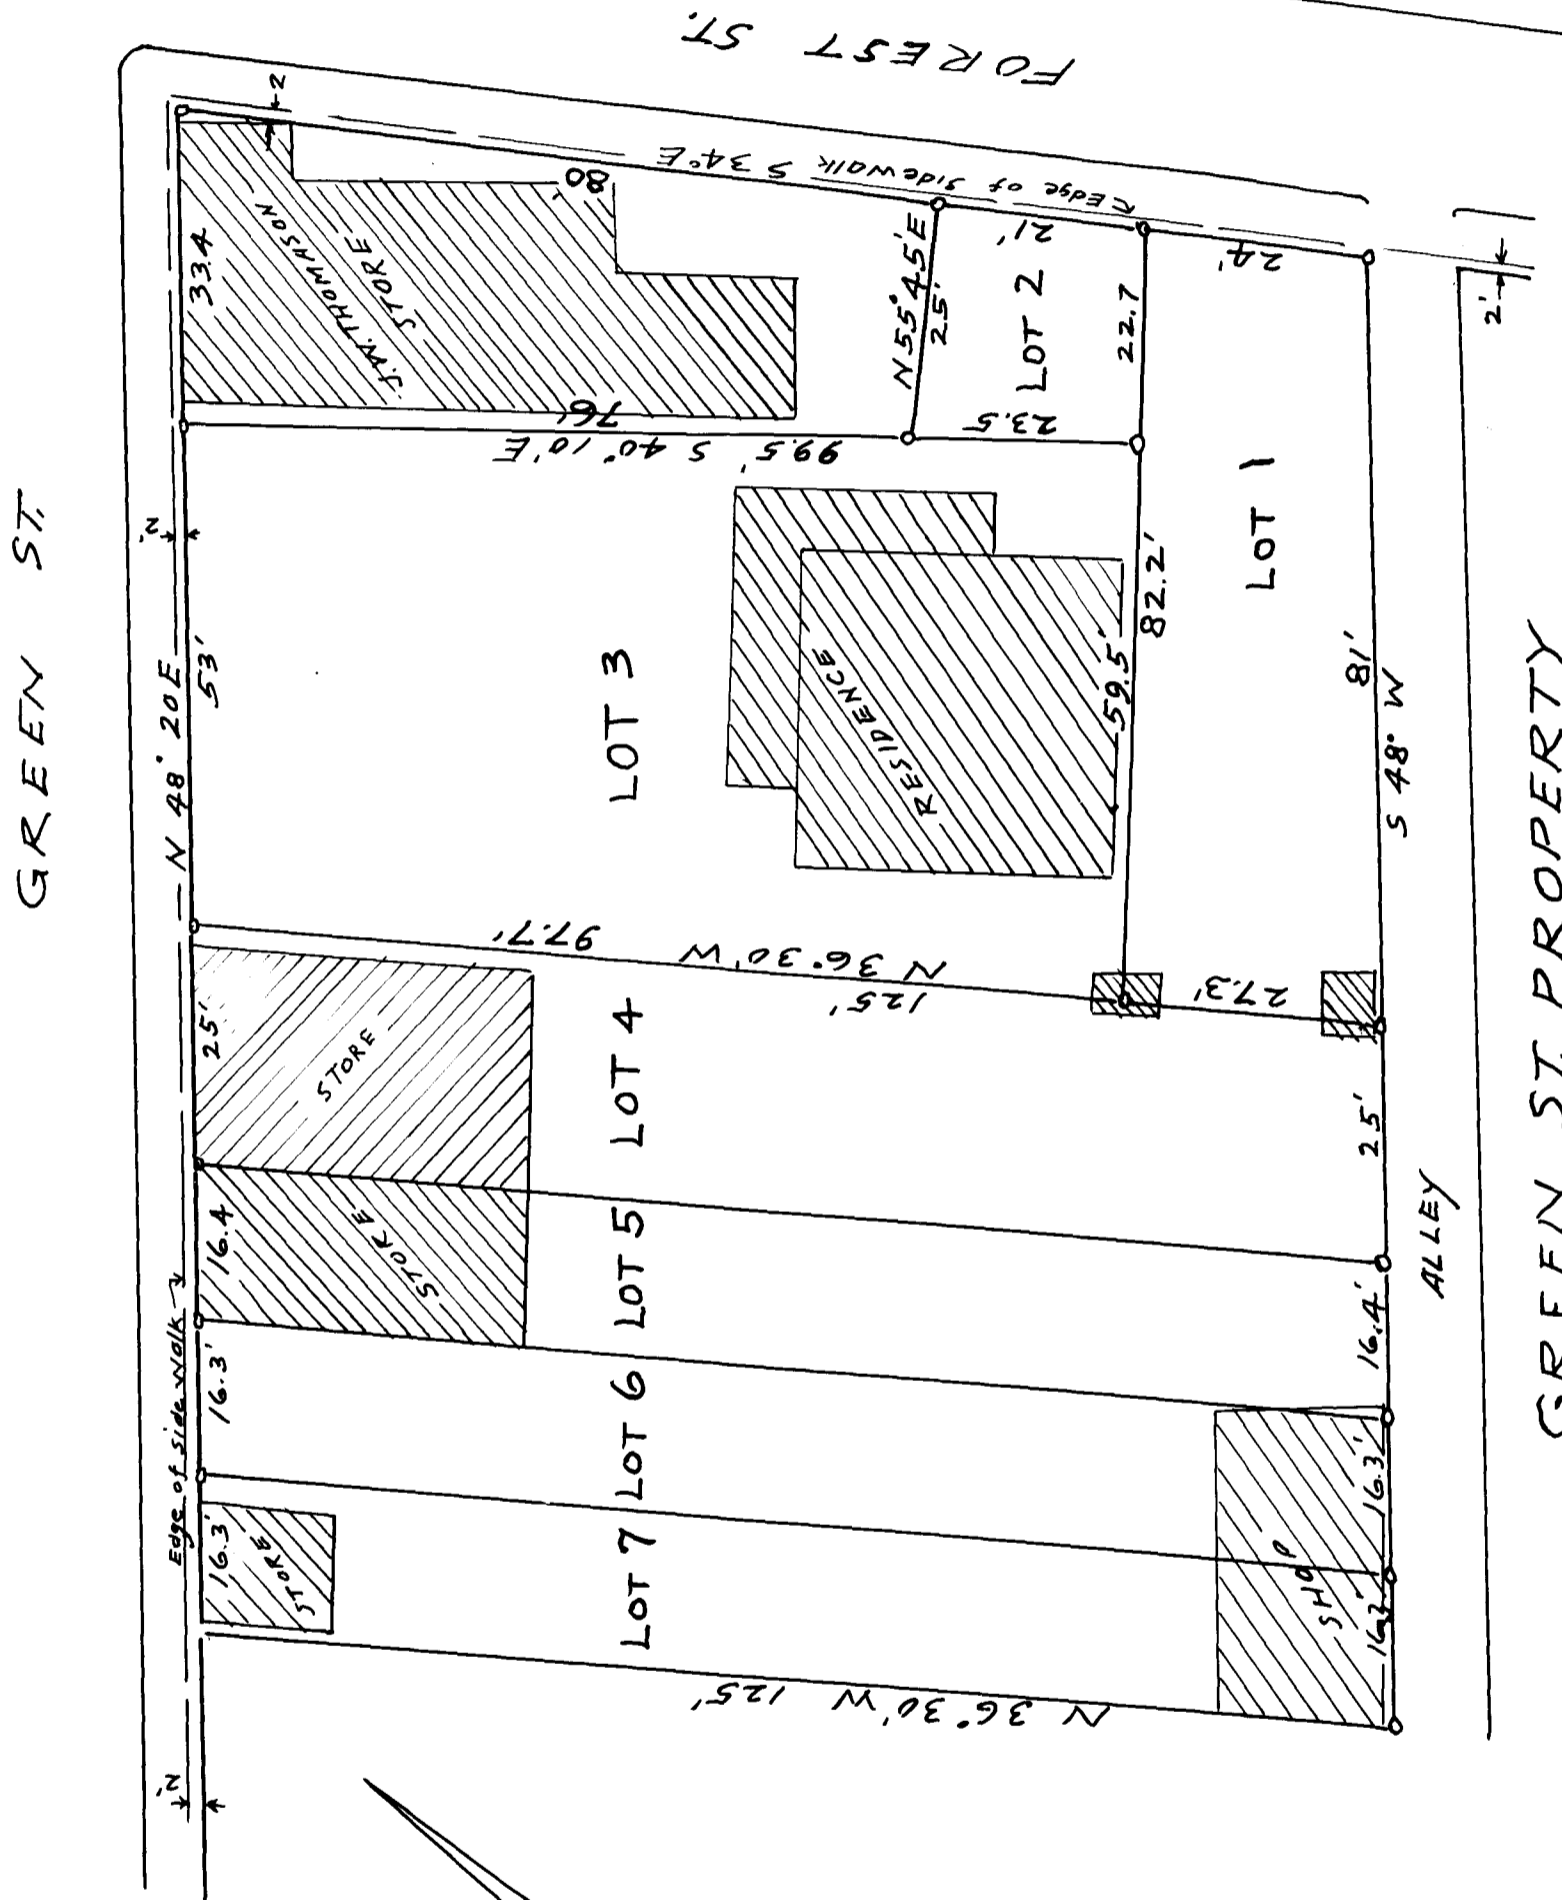 FOREST ST.
GREEN ST.
GREEN ST. PROPERTY
ALLEY
Edge of sidewalk S 34°E
2
80'
21'
24'
2'
J.W. THOMASON
STORE
33.4
76'
99.5' S 40° 10' E
N 55° 45' E
25'
LOT 2
22.7
23.5
LOT 1
82.2'
59.5'
81'
S 48° W
2'
N 48° 20 E
53'
LOT 3
RESIDENCE
97.7'
N 36° 30' W
125'
27.3'
25'
STORE
LOT 4
25'
16.4
STORE
LOT 5
16.4'
Edge of side walk
16.3'
LOT 6
16.3'
16.3'
STORE
LOT 7
SHOP
16.3'
N 36° 30' W 125'
2'